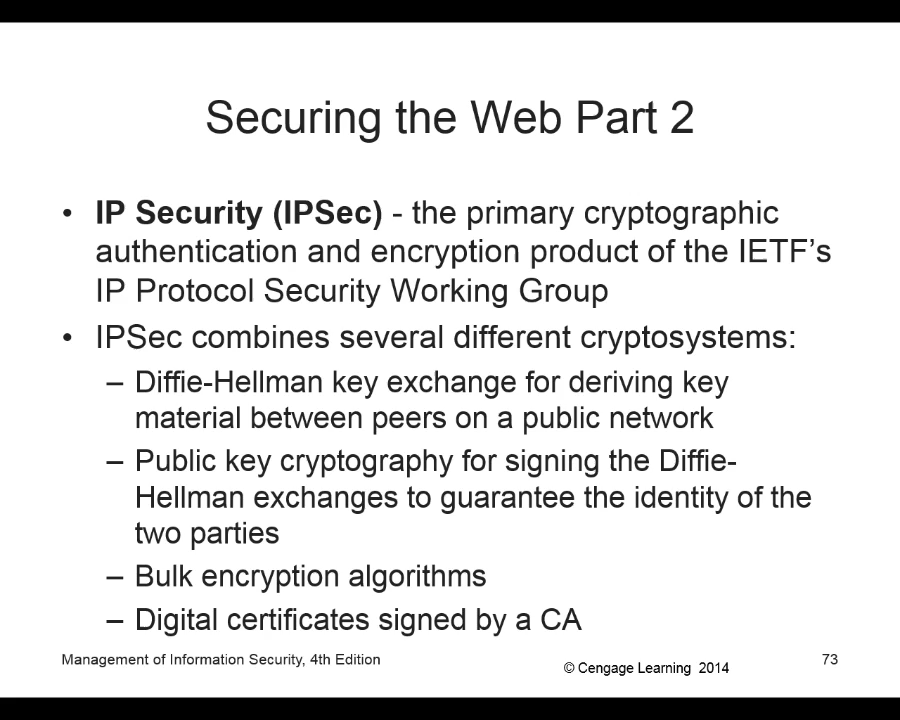 Securing the Web Part 2
• IP Security (IPSec) - the primary cryptographic
authentication and encryption product of the IETF’s
IP Protocol Security Working Group
• IPSec combines several different cryptosystems:
– Diffie-Hellman key exchange for deriving key
material between peers on a public network
– Public key cryptography for signing the Diffie-
Hellman exchanges to guarantee the identity of the
two parties
– Bulk encryption algorithms
– Digital certificates signed by a CA
Management of Information Security, 4th Edition
© Cengage Learning 2014
73